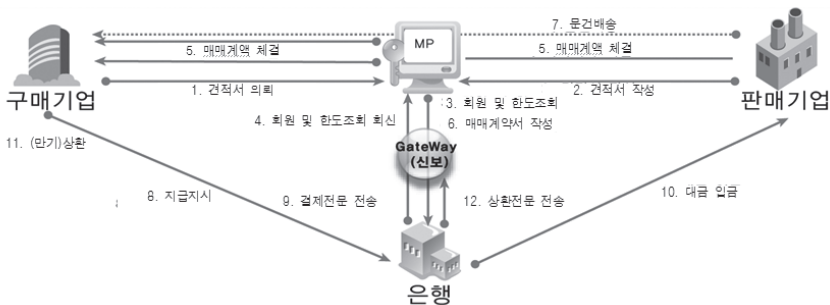 7. 문건배송
MP
5. 매매계액 체결
5. 매매계액 체결
1. 견적서 의뢰
2. 견적서 작성
구매기업
판매기업
3. 회원 및 한도조회
4. 회원 및 한도조회 회신
6. 매매계약서 작성
11. (만기)상환
GateWay
(신보)
8. 지급지시
9. 결제전문 전송
12. 상환전문 전송
10. 대금 입금
은행